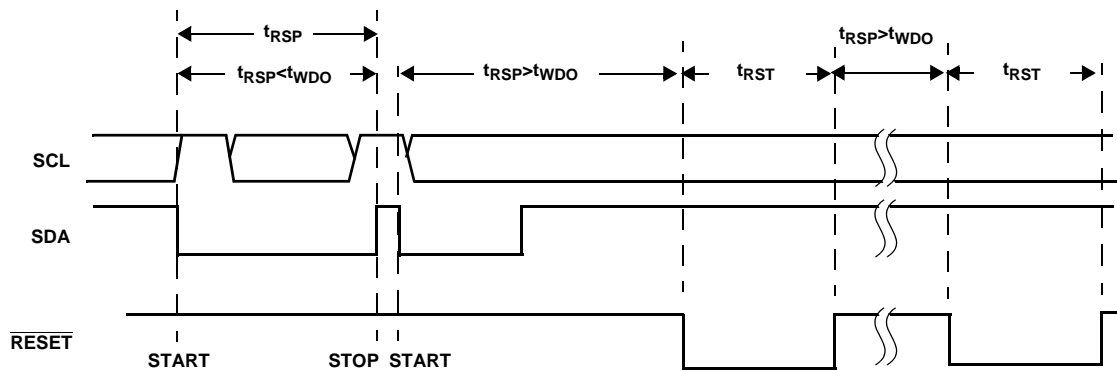 tRSP
tRSP>tWDO
tRSP<tWDO
tRSP>tWDO
tRST
tRST
SCL
SDA
RESET
START
STOP
START